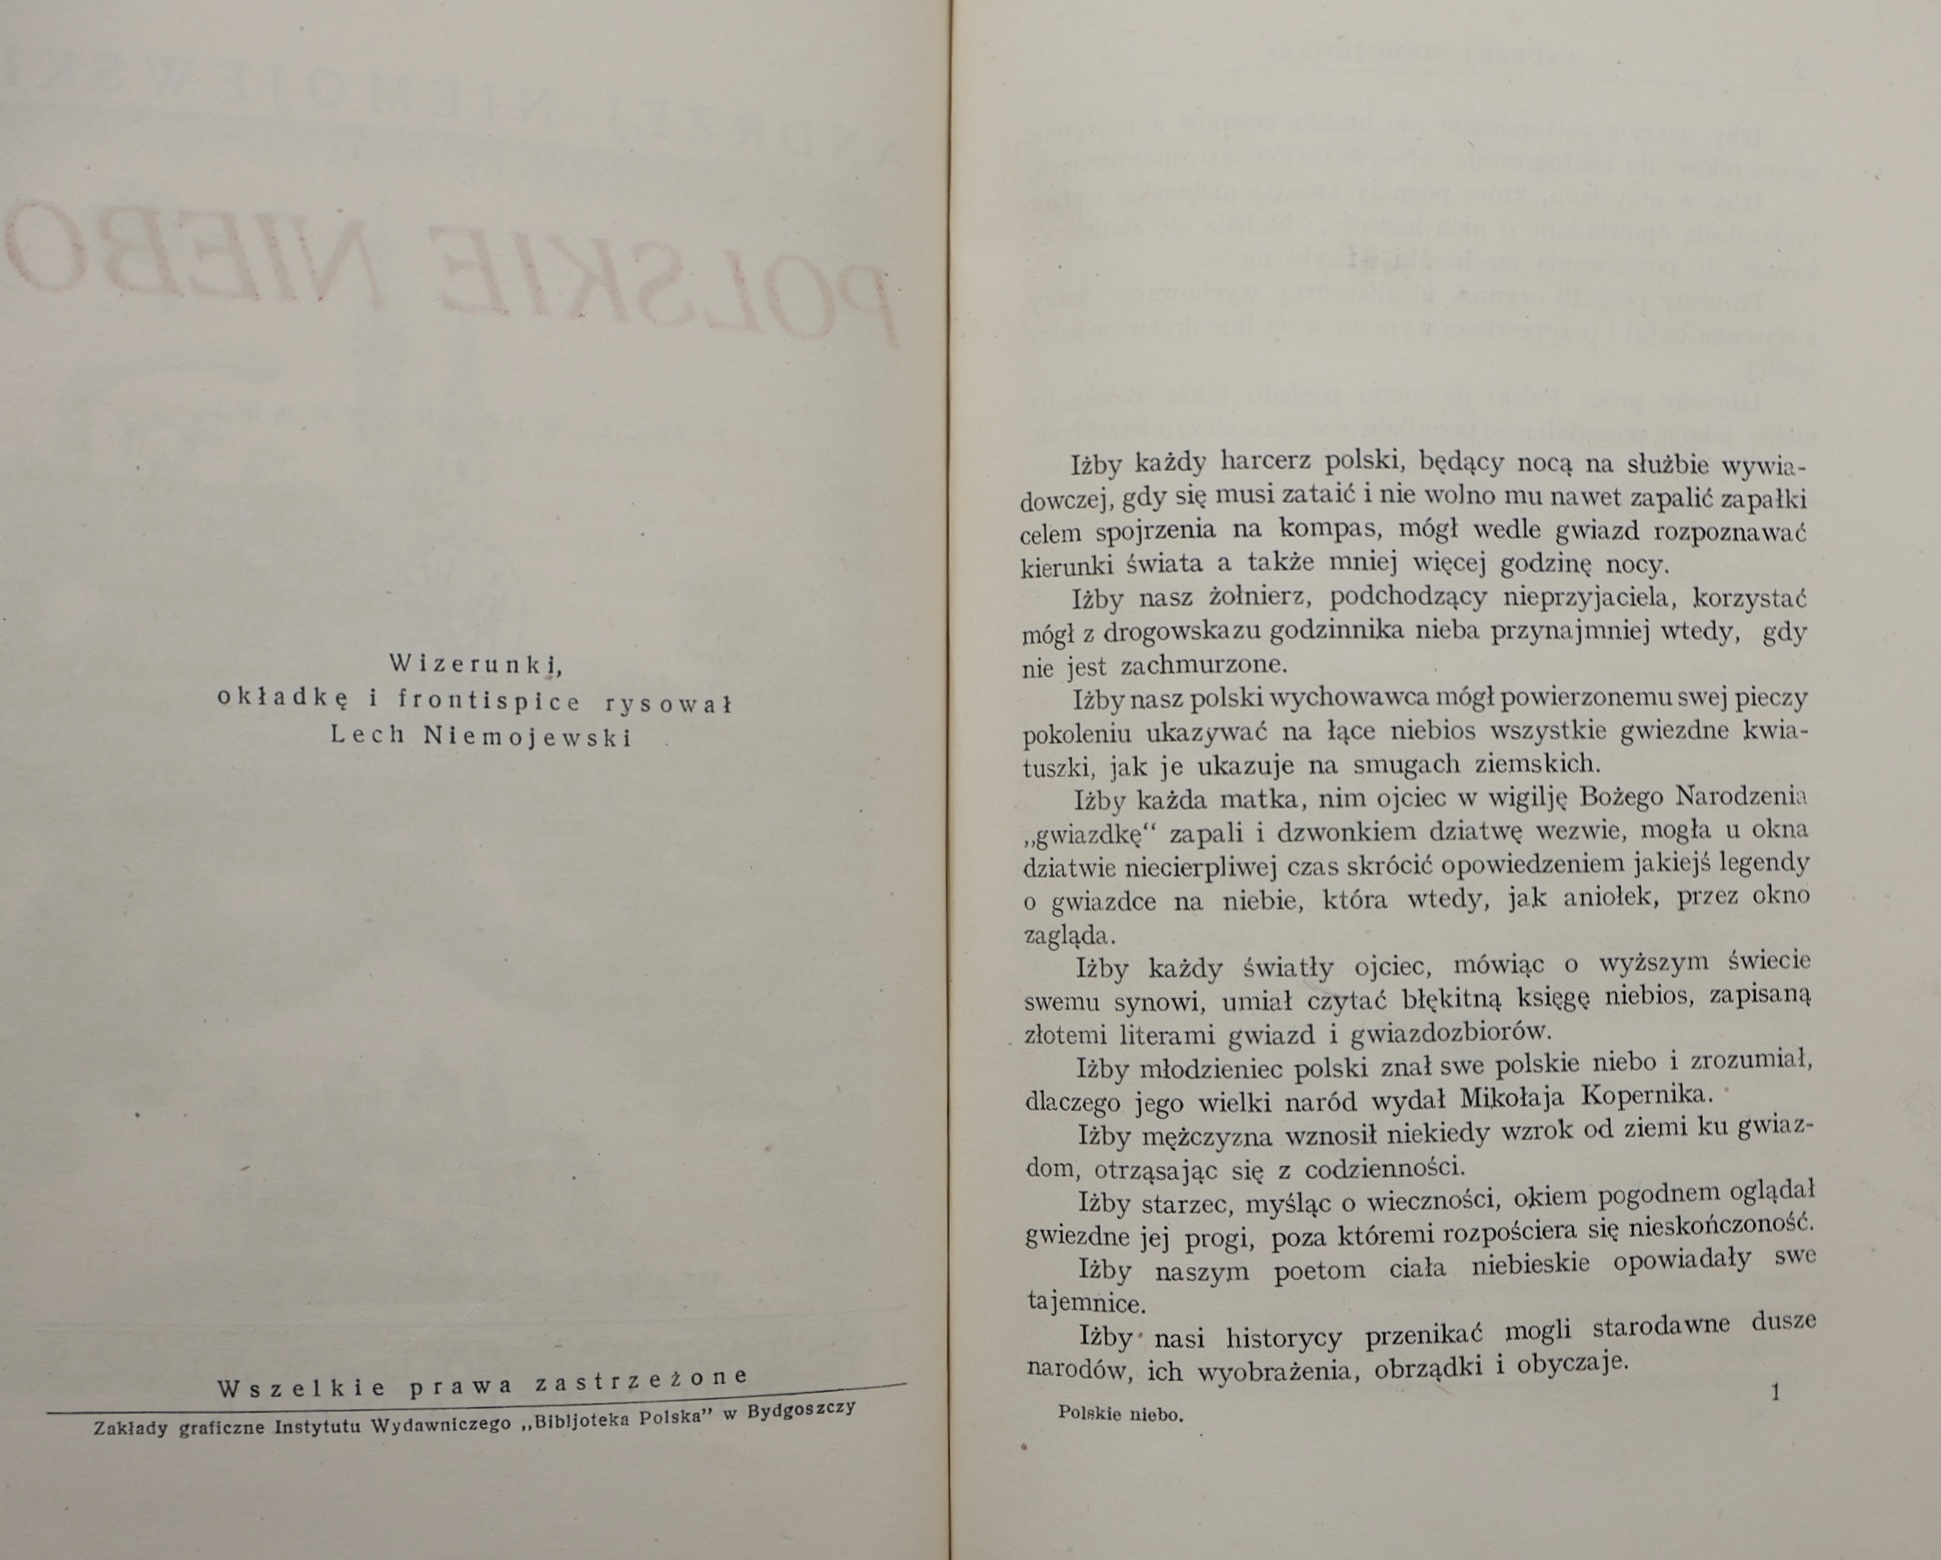 ANDRZEJ NIEMOJEWSKI
POLSKIE NIEBO
Wizerunki,
okładkę i frontispice rysował
Lech Niemojewski
Wszelkie prawa zastrzeżone
Zakłady graficzne Instytutu Wydawniczego „Bibljoteka Polska” w Bydgoszczy
Iżby każdy harcerz polski, będący nocą na służbie wywia-
dowczej, gdy się musi zataić i nie wolno mu nawet zapalić zapałki
celem spojrzenia na kompas, mógł wedle gwiazd rozpoznawać
kierunki świata a także mniej więcej godzinę nocy.
Iżby nasz żołnierz, podchodzący nieprzyjaciela, korzystać
mógł z drogowskazu godzinnika nieba przynajmniej wtedy, gdy
nie jest zachmurzone.
Iżby nasz polski wychowawca mógł powierzonemu swej pieczy
pokoleniu ukazywać na łące niebios wszystkie gwiezdne kwia-
tuszki, jak je ukazuje na smugach ziemskich.
Iżby każda matka, nim ojciec w wigilję Bożego Narodzenia
„gwiazdkę“ zapali i dzwonkiem dziatwę wezwie, mogła u okna
dziatwie niecierpliwej czas skrócić opowiedzeniem jakiejś legendy
o gwiazdce na niebie, która wtedy, jak aniołek, przez okno
zagląda.
Iżby każdy światły ojciec, mówiąc o wyższym świecie
swemu synowi, umiał czytać błękitną księgę niebios, zapisaną
złotemi literami gwiazd i gwiazdozbiorów.
Iżby młodzieniec polski znał swe polskie niebo i zrozumiał,
dlaczego jego wielki naród wydał Mikołaja Kopernika.
Iżby mężczyzna wznosił niekiedy wzrok od ziemi ku gwiaz-
dom, otrząsając się z codzienności.
Iżby starzec, myśląc o wieczności, okiem pogodnem oglądał
gwiezdne jej progi, poza któremi rozpościera się nieskończoność.
Iżby naszym poetom ciała niebieskie opowiadały swe
tajemnice.
Iżby nasi historycy przenikać mogli starodawne dusze
narodów, ich wyobrażenia, obrządki i obyczaje.
Polskie niebo.
1